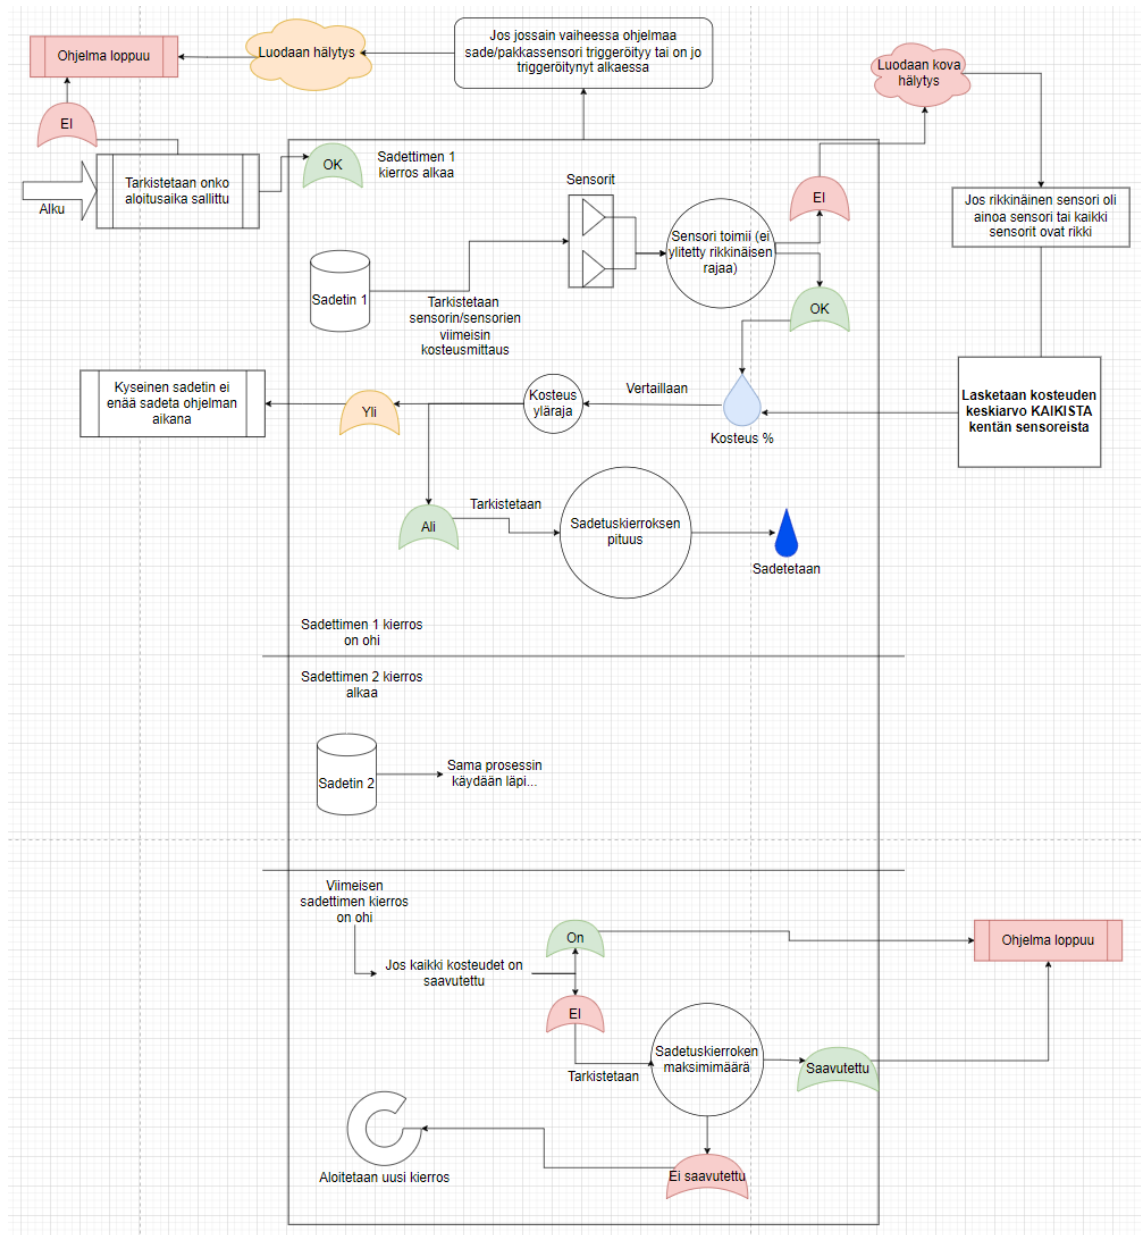 Jos jossain vaiheessa ohjelmaa
sade/pakkassensori triggeröityy tai on jo
triggeröitynyt alkaessa
Luodaan hälytys
Ohjelma loppuu
Luodaan kova
hälytys
EI
Tarkistetaan onko
aloitusaika sallittu
Alku
OK
Sadettimen 1
kierros alkaa
Sensorit
EI
Sensori toimii (ei
ylitetty rikkinäisen
rajaa)
Jos rikkinäinen sensori oli
ainoa sensori tai kaikki
sensorit ovat rikki
Sadetin 1
Tarkistetaan
sensorin/sensorien
viimeisin
kosteusmittaus
OK
Kyseinen sadetin ei
enää sadeta ohjelman
aikana
Yli
Kosteus
yläraja
Vertaillaan
Kosteus %
Lasketaan kosteuden
keskiarvo KAIKISTA
kentän sensoreista
Ali
Tarkistetaan
Sadetuskierroksen
pituus
Sadetetaan
Sadettimen 1 kierros
on ohi
Sadettimen 2 kierros
alkaa
Sadetin 2
Sama prosessin
käydään läpi...
Viimeisen
sadettimen kierros
on ohi
Jos kaikki kosteudet on
saavutettu
On
Ohjelma loppuu
EI
Tarkistetaan
Sadetuskierroken
maksimimäärä
Saavutettu
Ei saavutettu
Aloitetaan uusi kierros